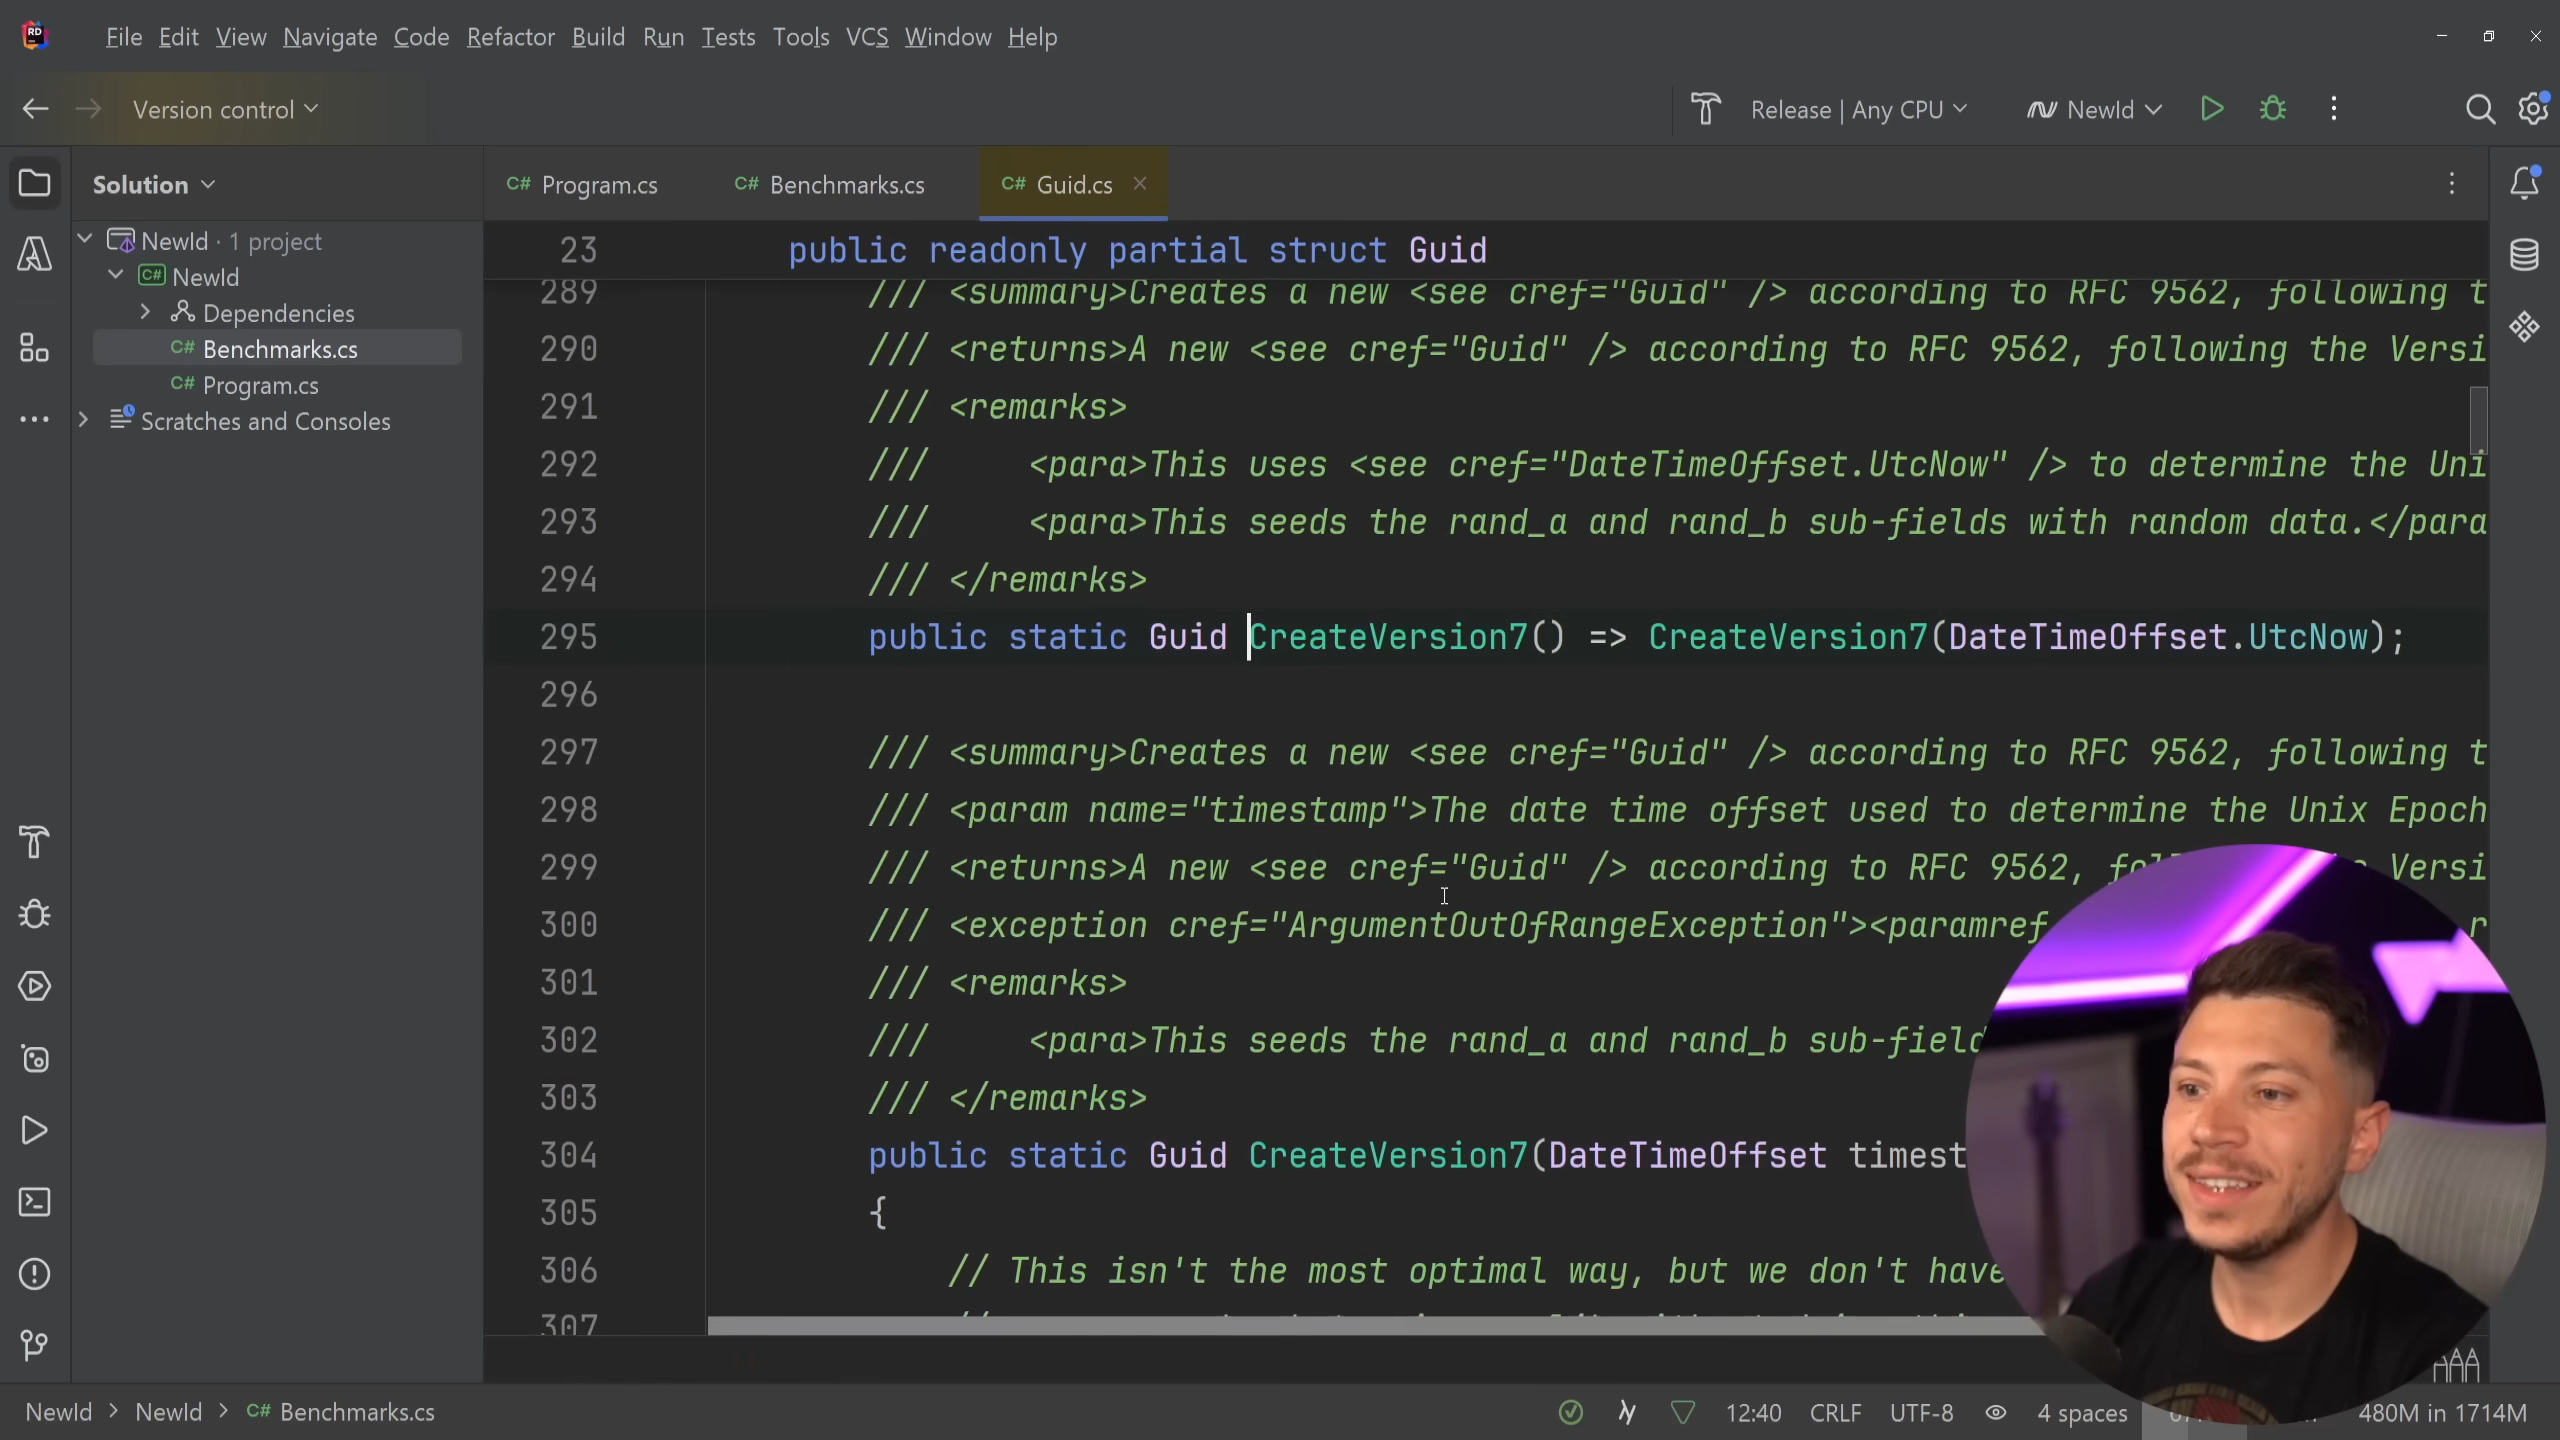 RD
File Edit View Navigate Code Refactor Build Run Tests Tools VCS Window Help
Version control
Release | Any CPU
NewId
Solution
C# Program.cs
C# Benchmarks.cs
C# Guid.cs
NewId · 1 project
C# NewId
Dependencies
C# Benchmarks.cs
C# Program.cs
Scratches and Consoles
23 public readonly partial struct Guid
289 /// <summary>Creates a new <see cref="Guid" /> according to RFC 9562, following t
290 /// <returns>A new <see cref="Guid" /> according to RFC 9562, following the Versi
291 /// <remarks>
292 ///     <para>This uses <see cref="DateTimeOffset.UtcNow" /> to determine the Uni
293 ///     <para>This seeds the rand_a and rand_b sub-fields with random data.</para
294 /// </remarks>
295 public static Guid CreateVersion7() => CreateVersion7(DateTimeOffset.UtcNow);
296
297 /// <summary>Creates a new <see cref="Guid" /> according to RFC 9562, following t
298 /// <param name="timestamp">The date time offset used to determine the Unix Epoch
299 /// <returns>A new <see cref="Guid" /> according to RFC 9562, Versi
300 /// <exception cref="ArgumentOutOfRangeException"><paramref r
301 /// <remarks>
302 ///     <para>This seeds the rand_a and rand_b sub-field
303 /// </remarks>
304 public static Guid CreateVersion7(DateTimeOffset timest
305 {
306 // This isn't the most optimal way, but we don't have
307
NewId > NewId > C# Benchmarks.cs
12:40 CRLF UTF-8 4 spaces 480M in 1714M